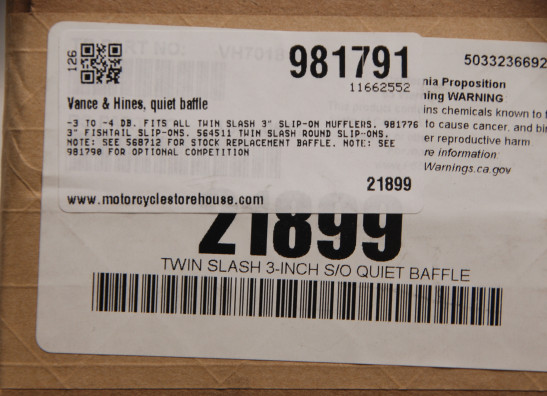 126
981791
11662552
Vance & Hines, quiet baffle
-3 TO -4 DB. FITS ALL TWIN SLASH 3" SLIP-ON MUFFLERS. 981776
3" FISHTAIL SLIP-ONS. 564511 TWIN SLASH ROUND SLIP-ONS.
NOTE: SEE 568712 FOR STOCK REPLACEMENT BAFFLE. NOTE: SEE
981790 FOR OPTIONAL COMPETITION
21899
www.motorcyclestorehouse.com
5033236692
nia Proposition
ing WARNING
ins chemicals known to
to cause cancer, and
er reproductive harm
re information
Warnings.ca.gov
21899
TWIN SLASH 3-INCH S/O QUIET BAFFLE